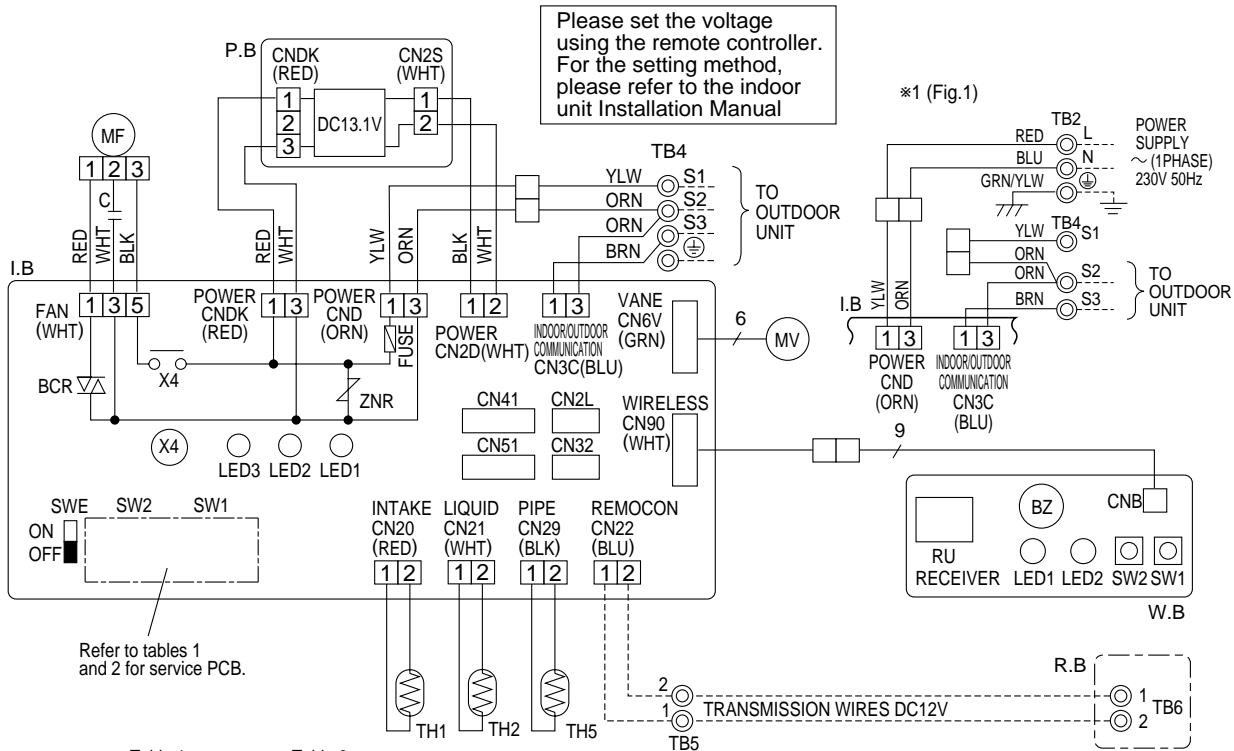 Please set the voltage
using the remote controller.
For the setting method,
please refer to the indoor
unit Installation Manual
P.B
CNDK
(RED)
CN2S
(WHT)
1
2
3
DC13.1V
1
2
MF
1 2 3
C
RED
WHT
BLK
RED
WHT
YLW
ORN
BLK
WHT
TB4
YLW
S1
ORN
S2
ORN
S3
BRN
TO
OUTDOOR
UNIT
※1 (Fig.1)
TB2
RED
L
BLU
N
GRN/YLW
POWER
SUPPLY
~(1PHASE)
230V 50Hz
TB4
YLW
S1
ORN
ORN
S2
BRN
S3
TO
OUTDOOR
UNIT
YLW
ORN
I.B
1 3
POWER
CND
(ORN)
1 3
INDOOR/OUTDOOR
COMMUNICATION
CN3C
(BLU)
I.B
FAN
(WHT)
1 3 5
POWER
CNDK
(RED)
1 3
POWER
CND
(ORN)
1 3
FUSE
1 2
POWER
CN2D(WHT)
1 3
INDOOR/OUTDOOR
COMMUNICATION
CN3C(BLU)
VANE
CN6V
(GRN)
6
MV
BCR
X4
ZNR
X4
LED3 LED2 LED1
CN41
CN2L
CN51
CN32
WIRELESS
CN90
(WHT)
9
SWE
SW2
SW1
ON
OFF
INTAKE
CN20
(RED)
1 2
LIQUID
CN21
(WHT)
1 2
PIPE
CN29
(BLK)
1 2
REMOCON
CN22
(BLU)
1 2
CNB
BZ
RU
RECEIVER LED1 LED2 SW2 SW1
W.B
Refer to tables 1
and 2 for service PCB.
TH1
TH2
TH5
2
1
TB5
TRANSMISSION WIRES DC12V
R.B
1
2
TB6